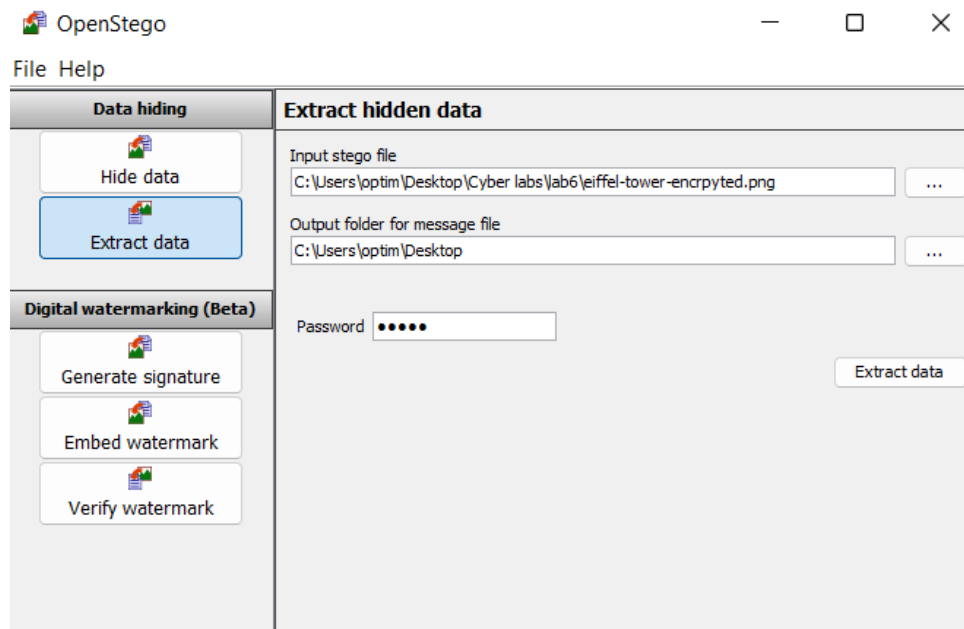 OpenStego
File Help
Data hiding
Hide data
Extract data
Digital watermarking (Beta)
Generate signature
Embed watermark
Verify watermark
Extract hidden data
Input stego file
C:\Users\optim\Desktop\Cyber labs\lab6\eiffel-tower-encrpyted.png
...
Output folder for message file
C:\Users\optim\Desktop
...
Password •••••
Extract data